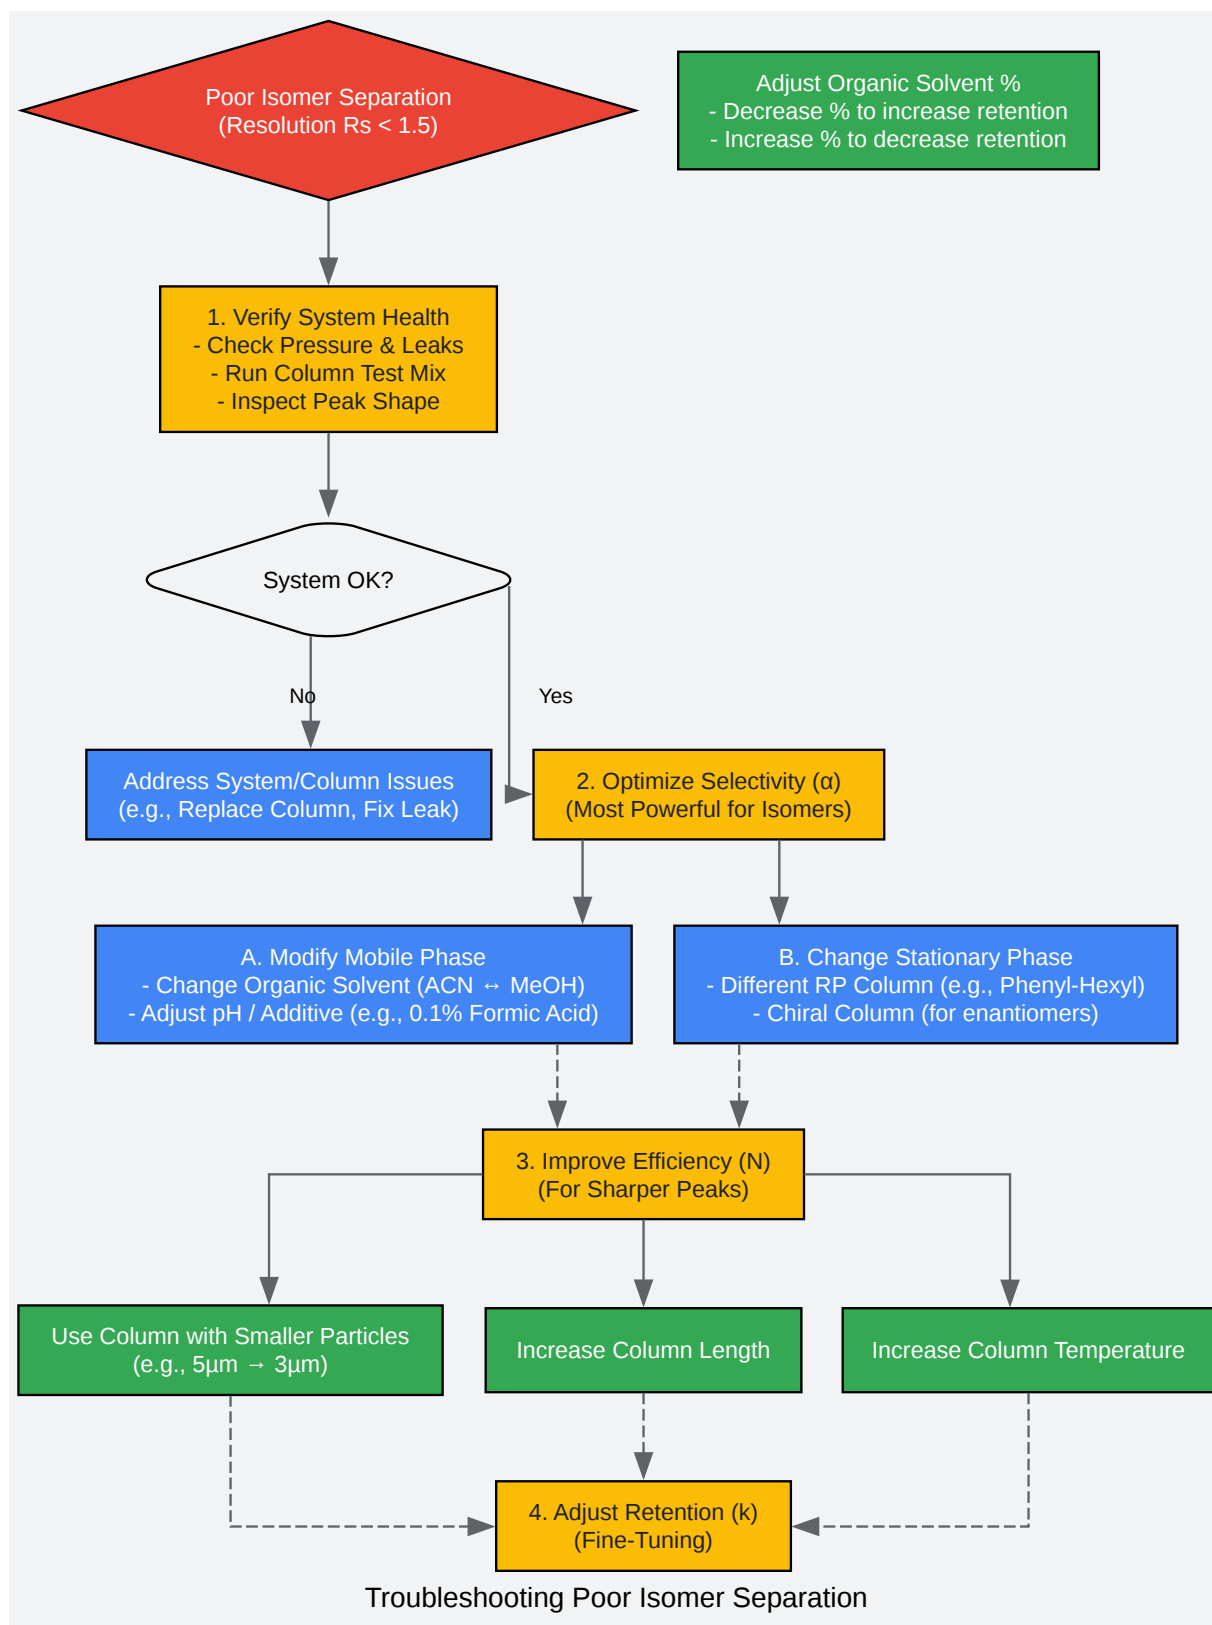 Poor Isomer Separation
(Resolution Rs < 1.5)
Adjust Organic Solvent %
- Decrease % to increase retention
- Increase % to decrease retention
1. Verify System Health
- Check Pressure & Leaks
- Run Column Test Mix
- Inspect Peak Shape
System OK?
No
Yes
Address System/Column Issues
(e.g., Replace Column, Fix Leak)
2. Optimize Selectivity (α)
(Most Powerful for Isomers)
A. Modify Mobile Phase
- Change Organic Solvent (ACN ↔ MeOH)
- Adjust pH / Additive (e.g., 0.1% Formic Acid)
B. Change Stationary Phase
- Different RP Column (e.g., Phenyl-Hexyl)
- Chiral Column (for enantiomers)
3. Improve Efficiency (N)
(For Sharper Peaks)
Use Column with Smaller Particles
(e.g., 5µm → 3µm)
Increase Column Length
Increase Column Temperature
4. Adjust Retention (k)
(Fine-Tuning)
Troubleshooting Poor Isomer Separation